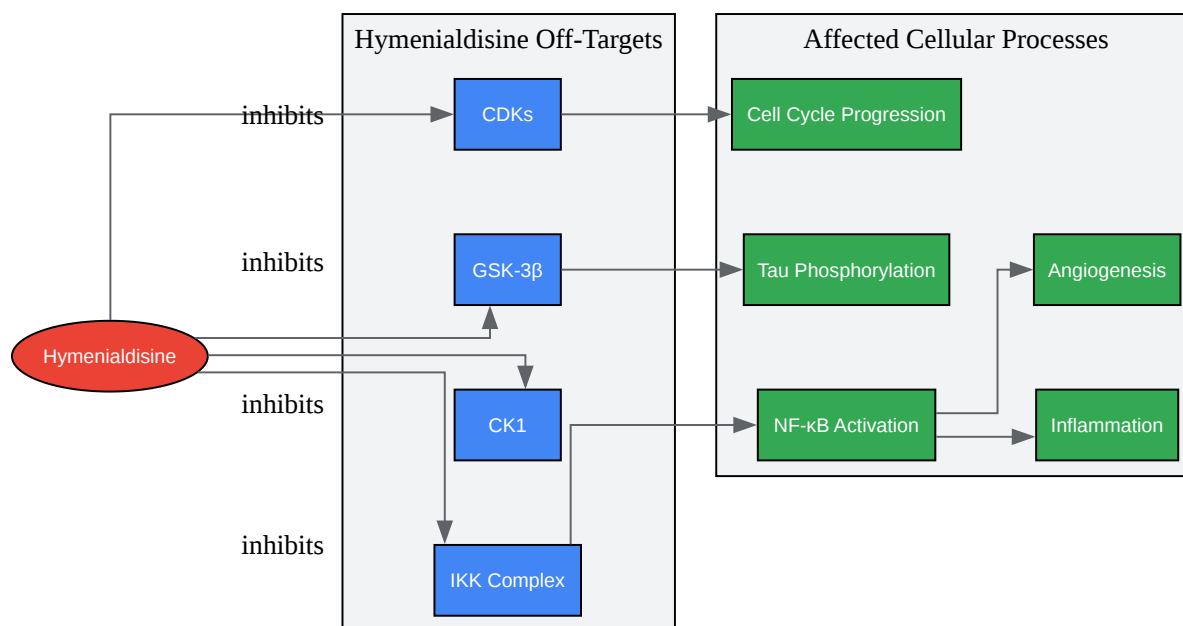 Hymenialdisine Off-Targets
Affected Cellular Processes
inhibits
CDKs
Cell Cycle Progression
inhibits
GSK-3β
Tau Phosphorylation
Angiogenesis
Hymenialdisine
inhibits
CK1
NF-κB Activation
Inflammation
inhibits
IKK Complex